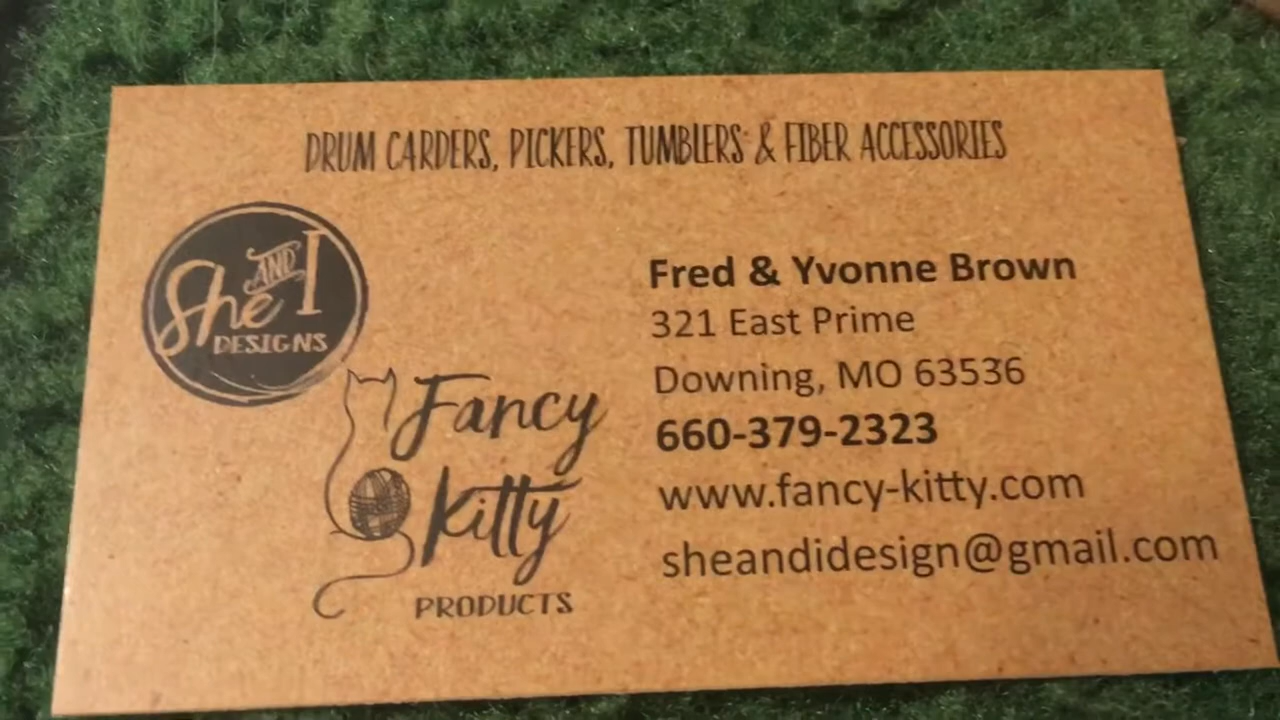 DRUM CARDERS, PICKERS, TUMBLERS & FIBER ACCESSORIES
She AND I
DESIGNS
Fancy
Kitty
PRODUCTS
Fred & Yvonne Brown
321 East Prime
Downing, MO 63536
660-379-2323
www.fancy-kitty.com
sheandidesign@gmail.com